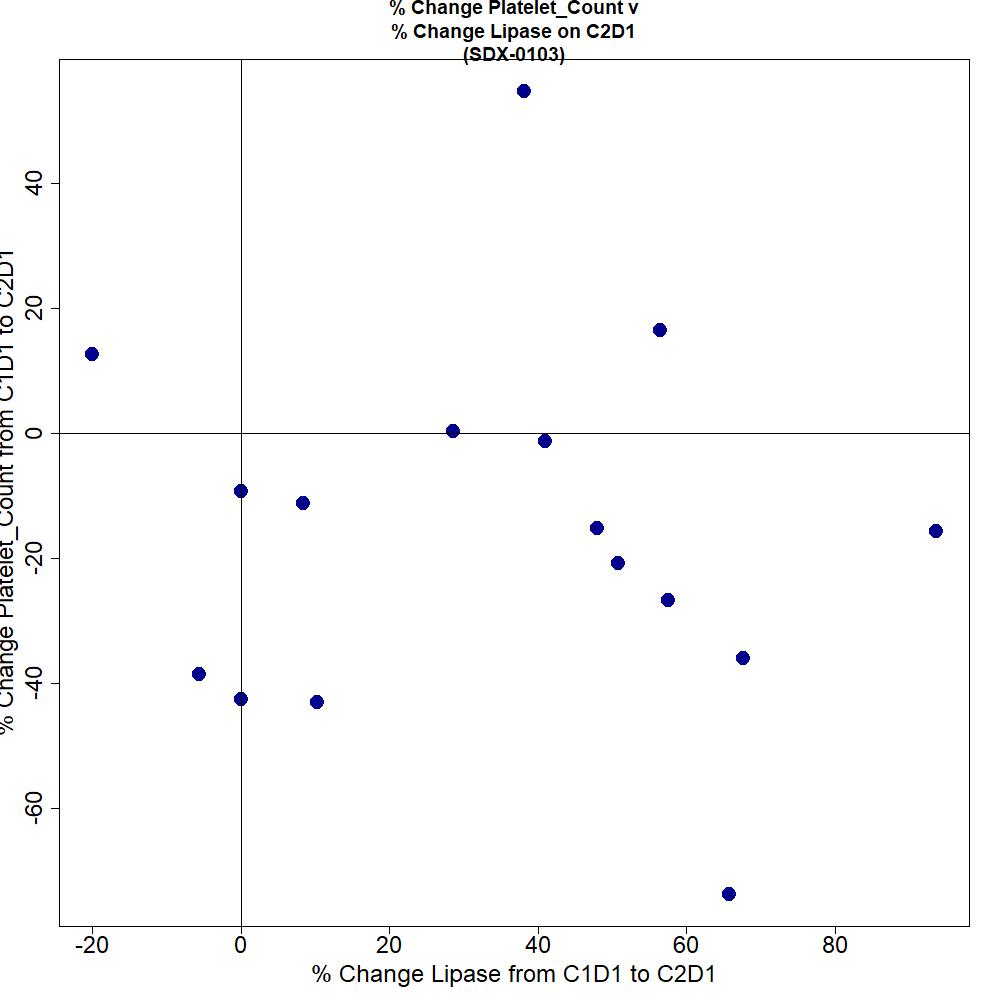 % Change Platelet_Count v
% Change Lipase on C2D1
(SDX-0103)
% Change Platelet_Count from C1D1 to C2D1
40
20
0
-20
-40
-60
-20 0 20 40 60 80
% Change Lipase from C1D1 to C2D1